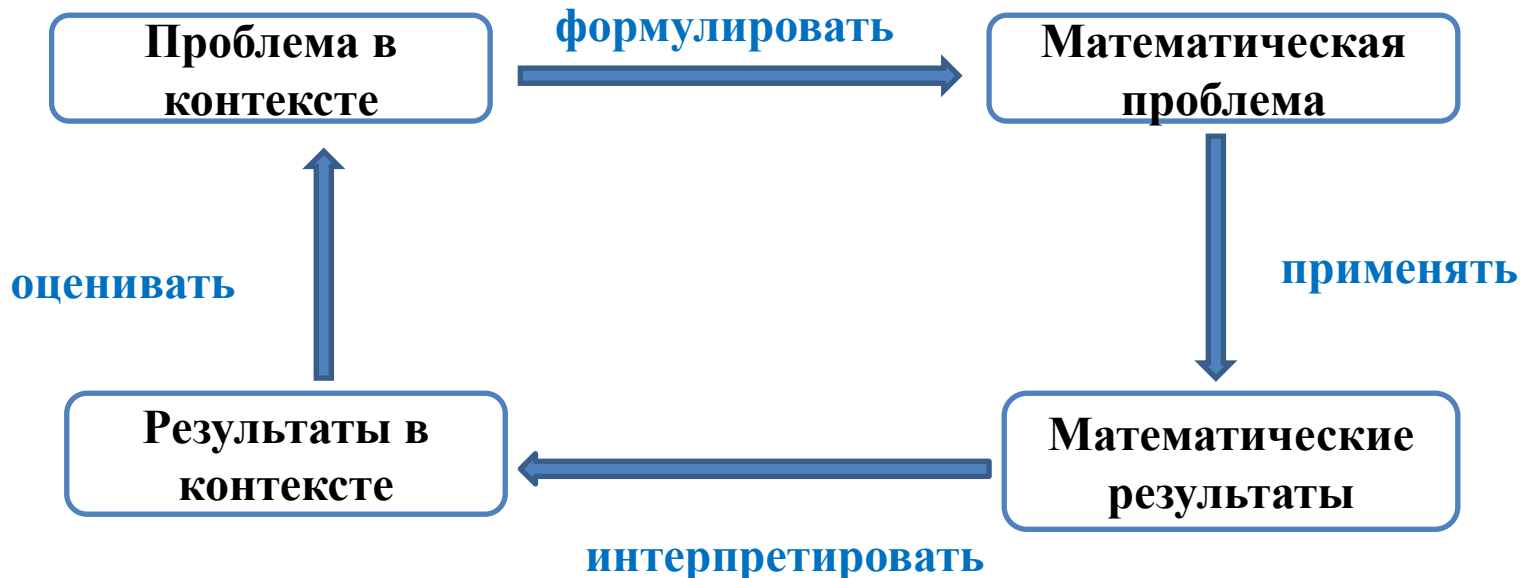 Проблема в
контексте
формулировать
Математическая
проблема
оценивать
применять
Результаты в
контексте
Математические
результаты
интерпретировать